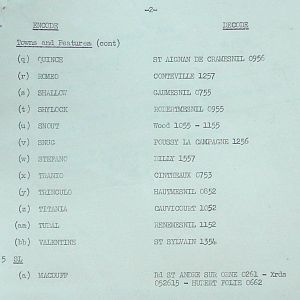 -2-
ENCODE DECODE
Towns and Features (cont)
(q) QUINCE ST AIGNAN DE CRAMESNIL 0956
(r) ROMEO CONTEVILLE 1257
(s) SHALLOW GAUMESNIL 0755
(t) SHYLOCK ROBERTMESNIL 0955
(u) SNOUT Wood 1055 - 1155
(v) SNUG POUSSY LA CAMPAGNE 1256
(w) STEPHANO BILLY 1557
(x) TRANIO CINTHEAUX 0753
(y) TRINCULO HAUTMESNIL 0852
(z) TITANIA CAUVICOURT 1052
(aa) TUBAL RENEMESNIL 1152
(bb) VALENTINE ST SYLVAIN 1354
5 SL
(a) MACDUFF Rd ST ANDRE SUR ORNE 0261 - Xrds
052615 - HUBERT FOLIE 0662